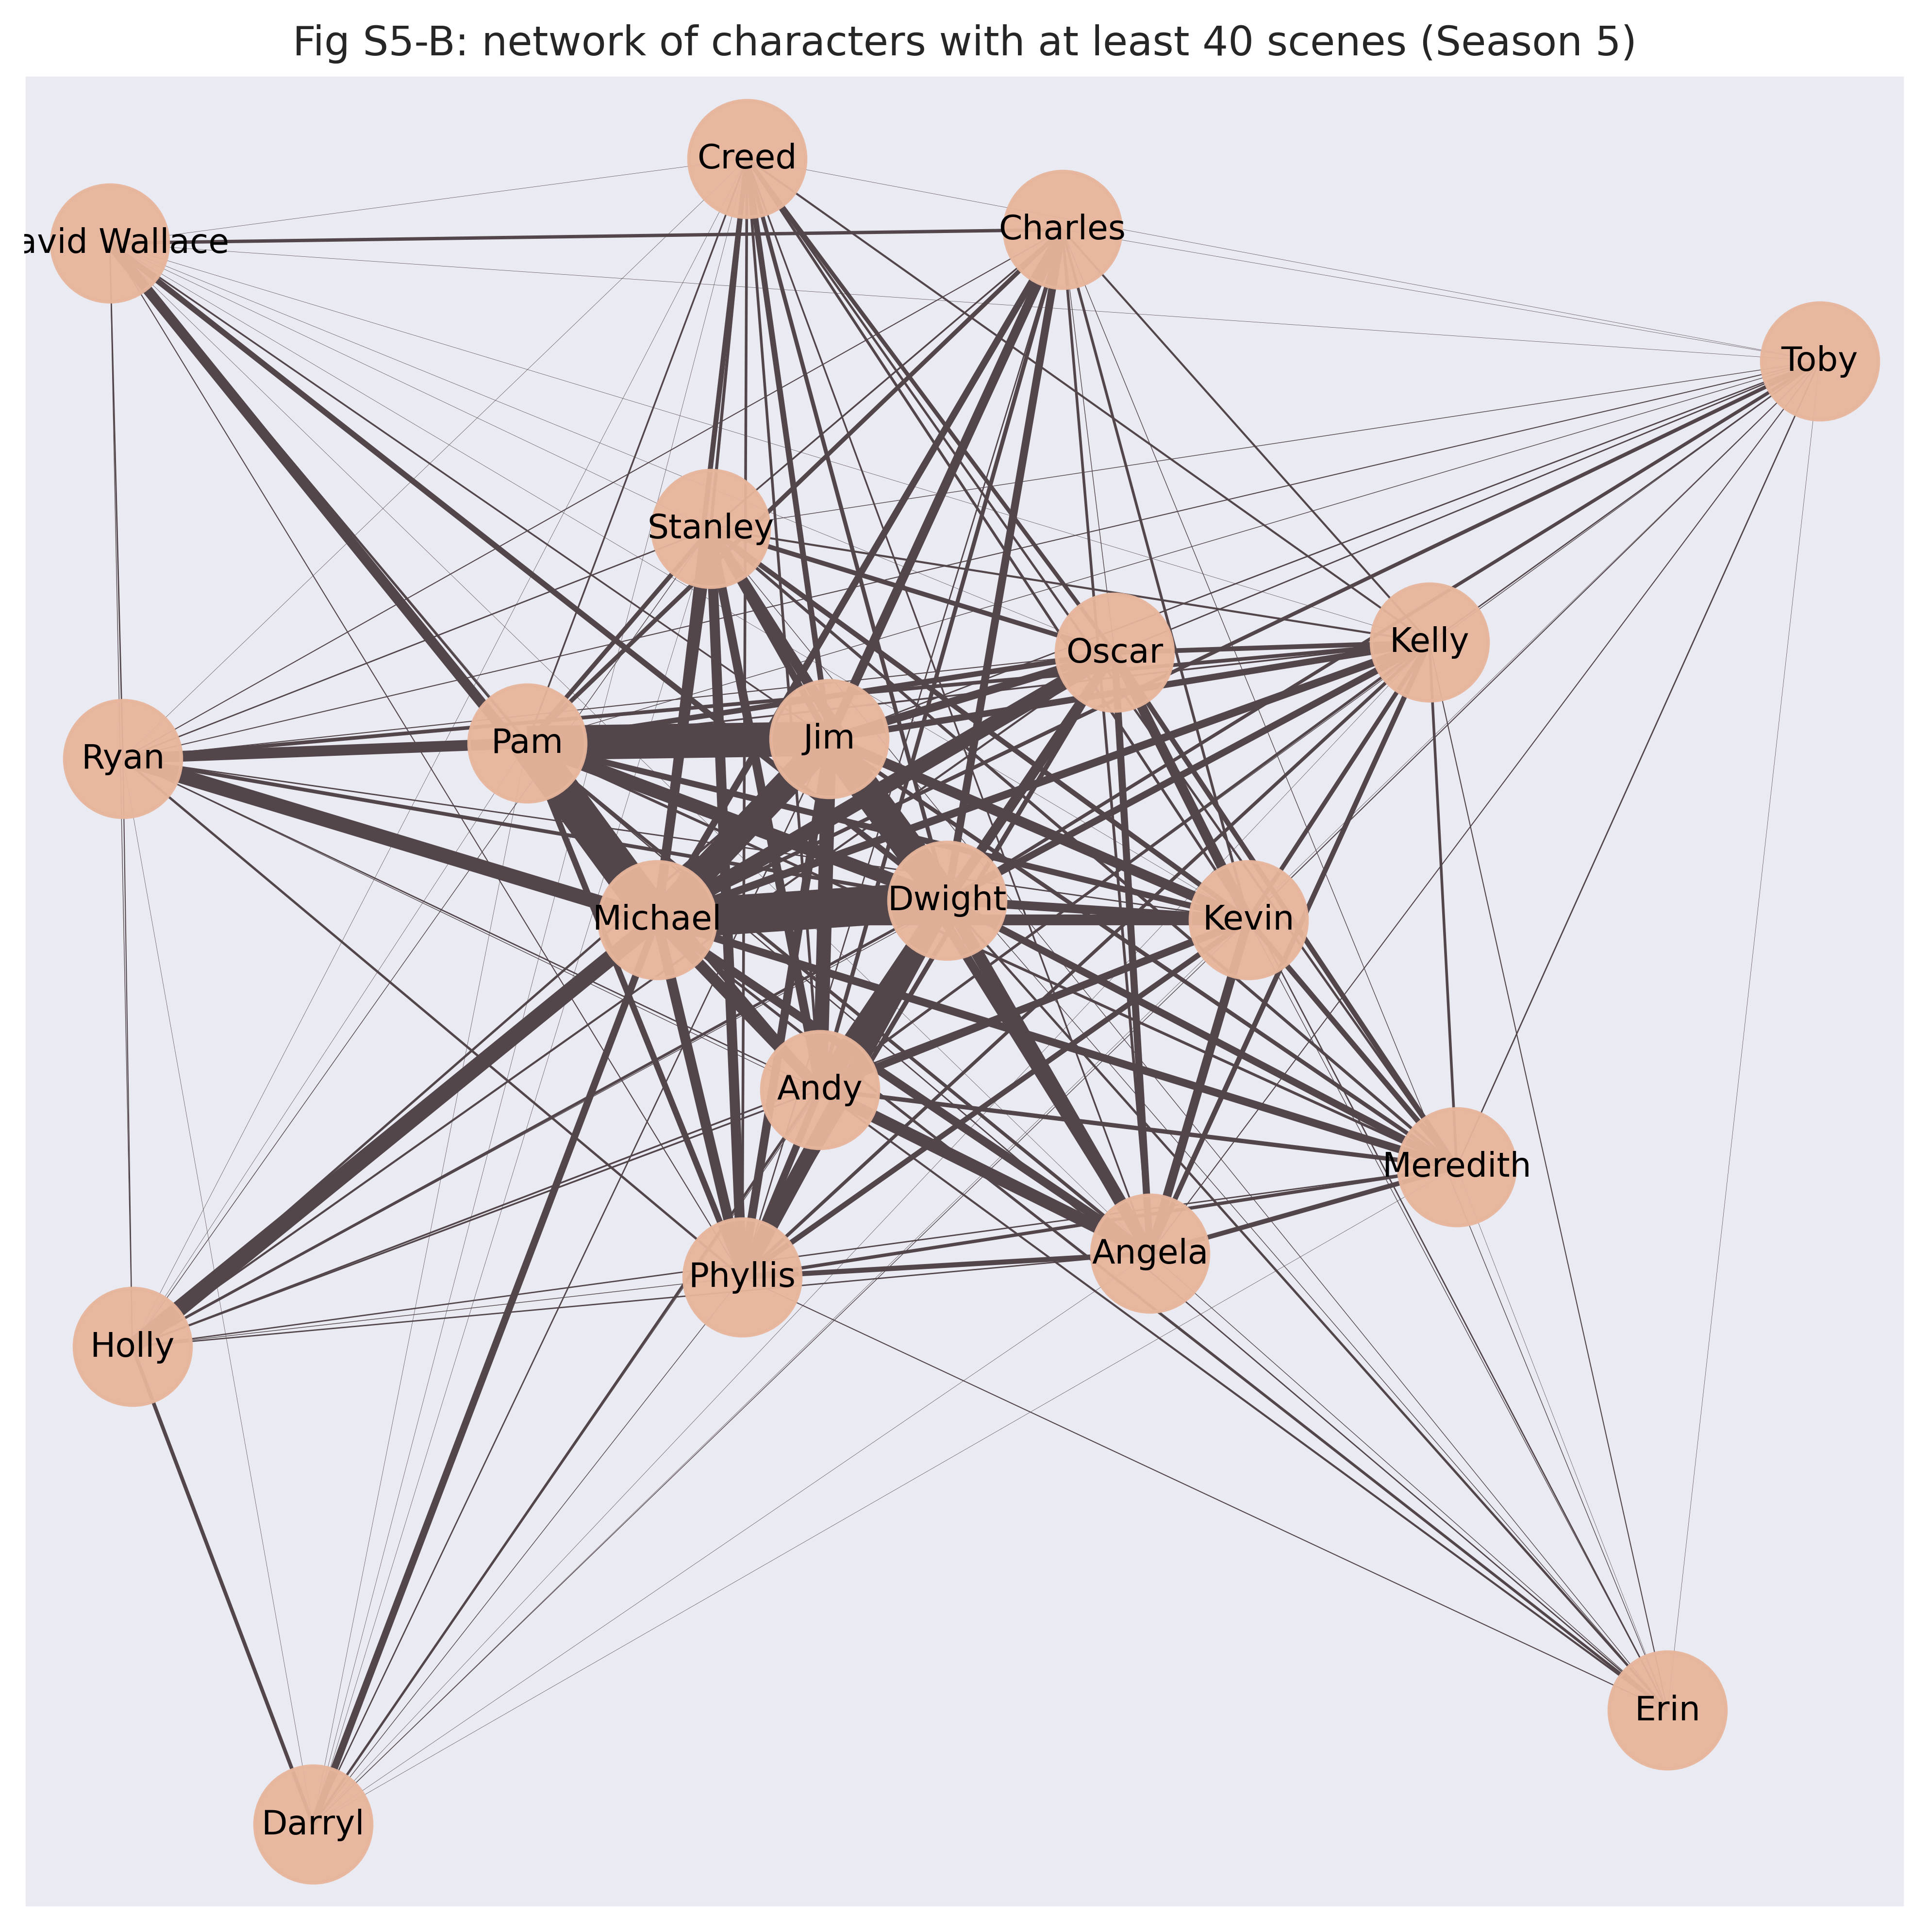 Fig S5-B: network of characters with at least 40 scenes (Season 5)
Creed
Charles
avid Wallace
Toby
Stanley
Oscar
Kelly
Pam
Jim
Ryan
Dwight
Michael
Kevin
Andy
Meredith
Angela
Phyllis
Holly
Erin
Darryl